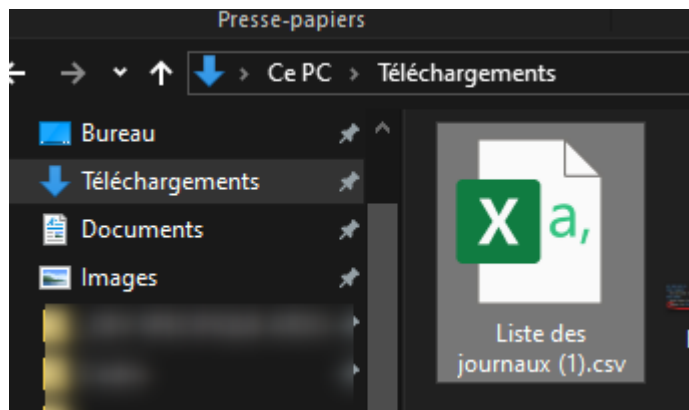 Presse-papiers
Ce PC > Téléchargements
Bureau
Téléchargements
Documents
Images
X a,
Liste des
journaux (1).csv